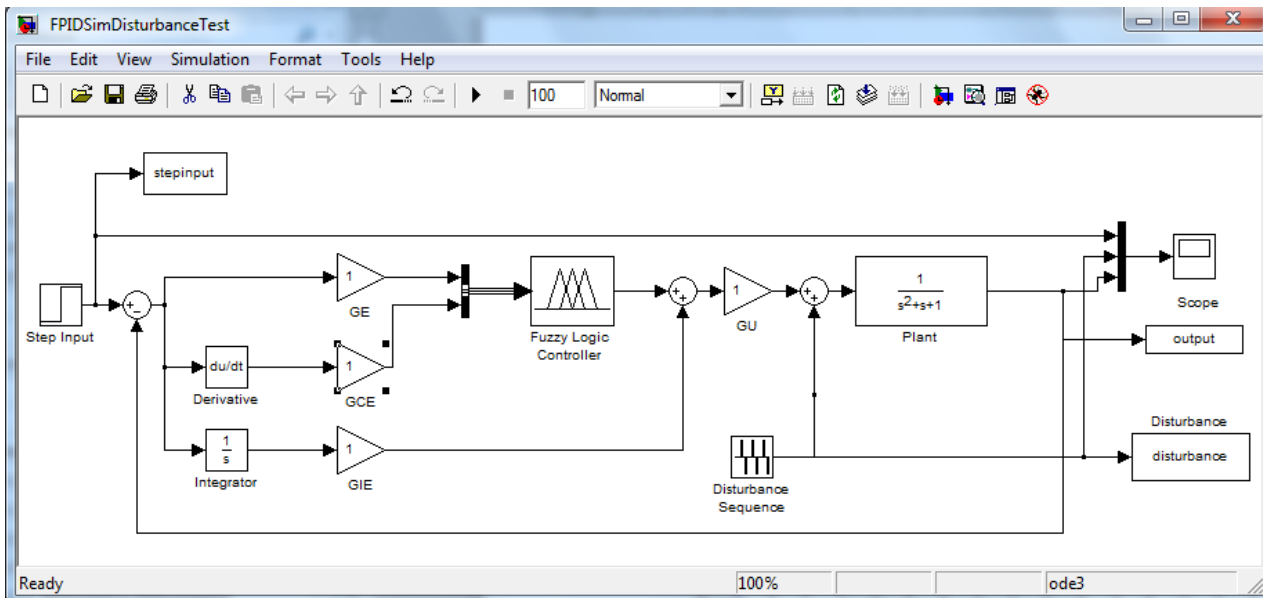 FPIDSimDisturbanceTest
File Edit View Simulation Format Tools Help
100 Normal
stepinput
+
−
Step Input
1
GE
du/dt
Derivative
1
GCE
1
s
Integrator
1
GIE
Fuzzy Logic
Controller
+
+
1
GU
+
+
1
s²+s+1
Plant
Disturbance
Sequence
Scope
output
Disturbance
disturbance
Ready 100% ode3